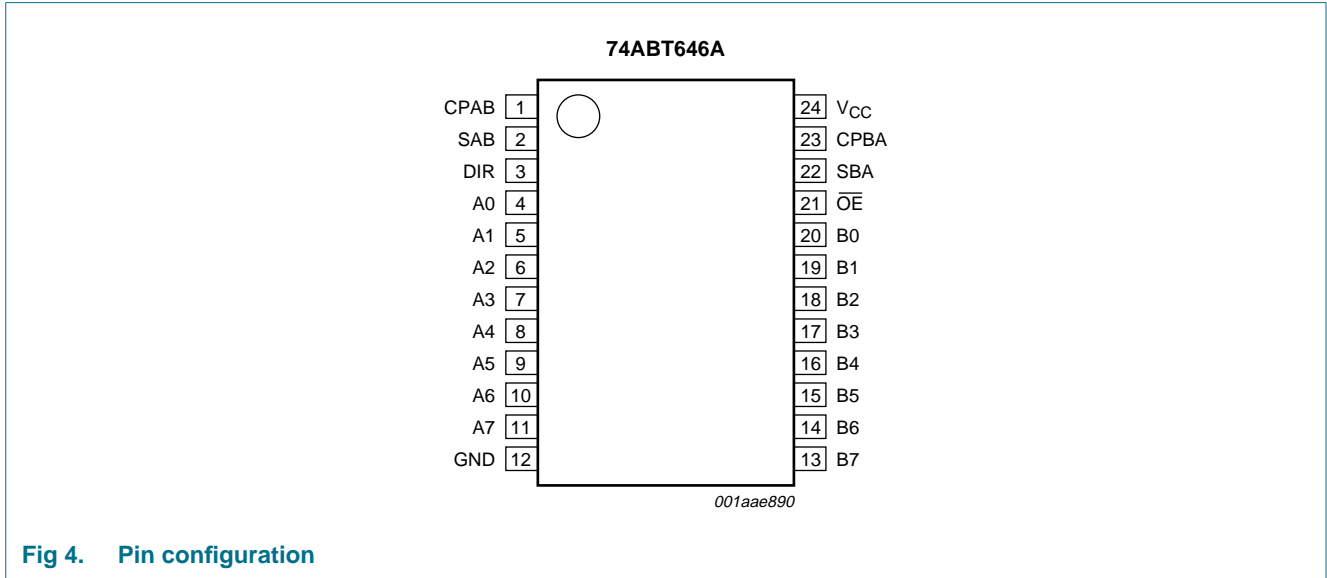 74ABT646A
CPAB 1 24 VCC
SAB 2 23 CPBA
DIR 3 22 SBA
A0 4 21 O̅E̅
A1 5 20 B0
A2 6 19 B1
A3 7 18 B2
A4 8 17 B3
A5 9 16 B4
A6 10 15 B5
A7 11 14 B6
GND 12 13 B7
001aae890
Fig 4. Pin configuration